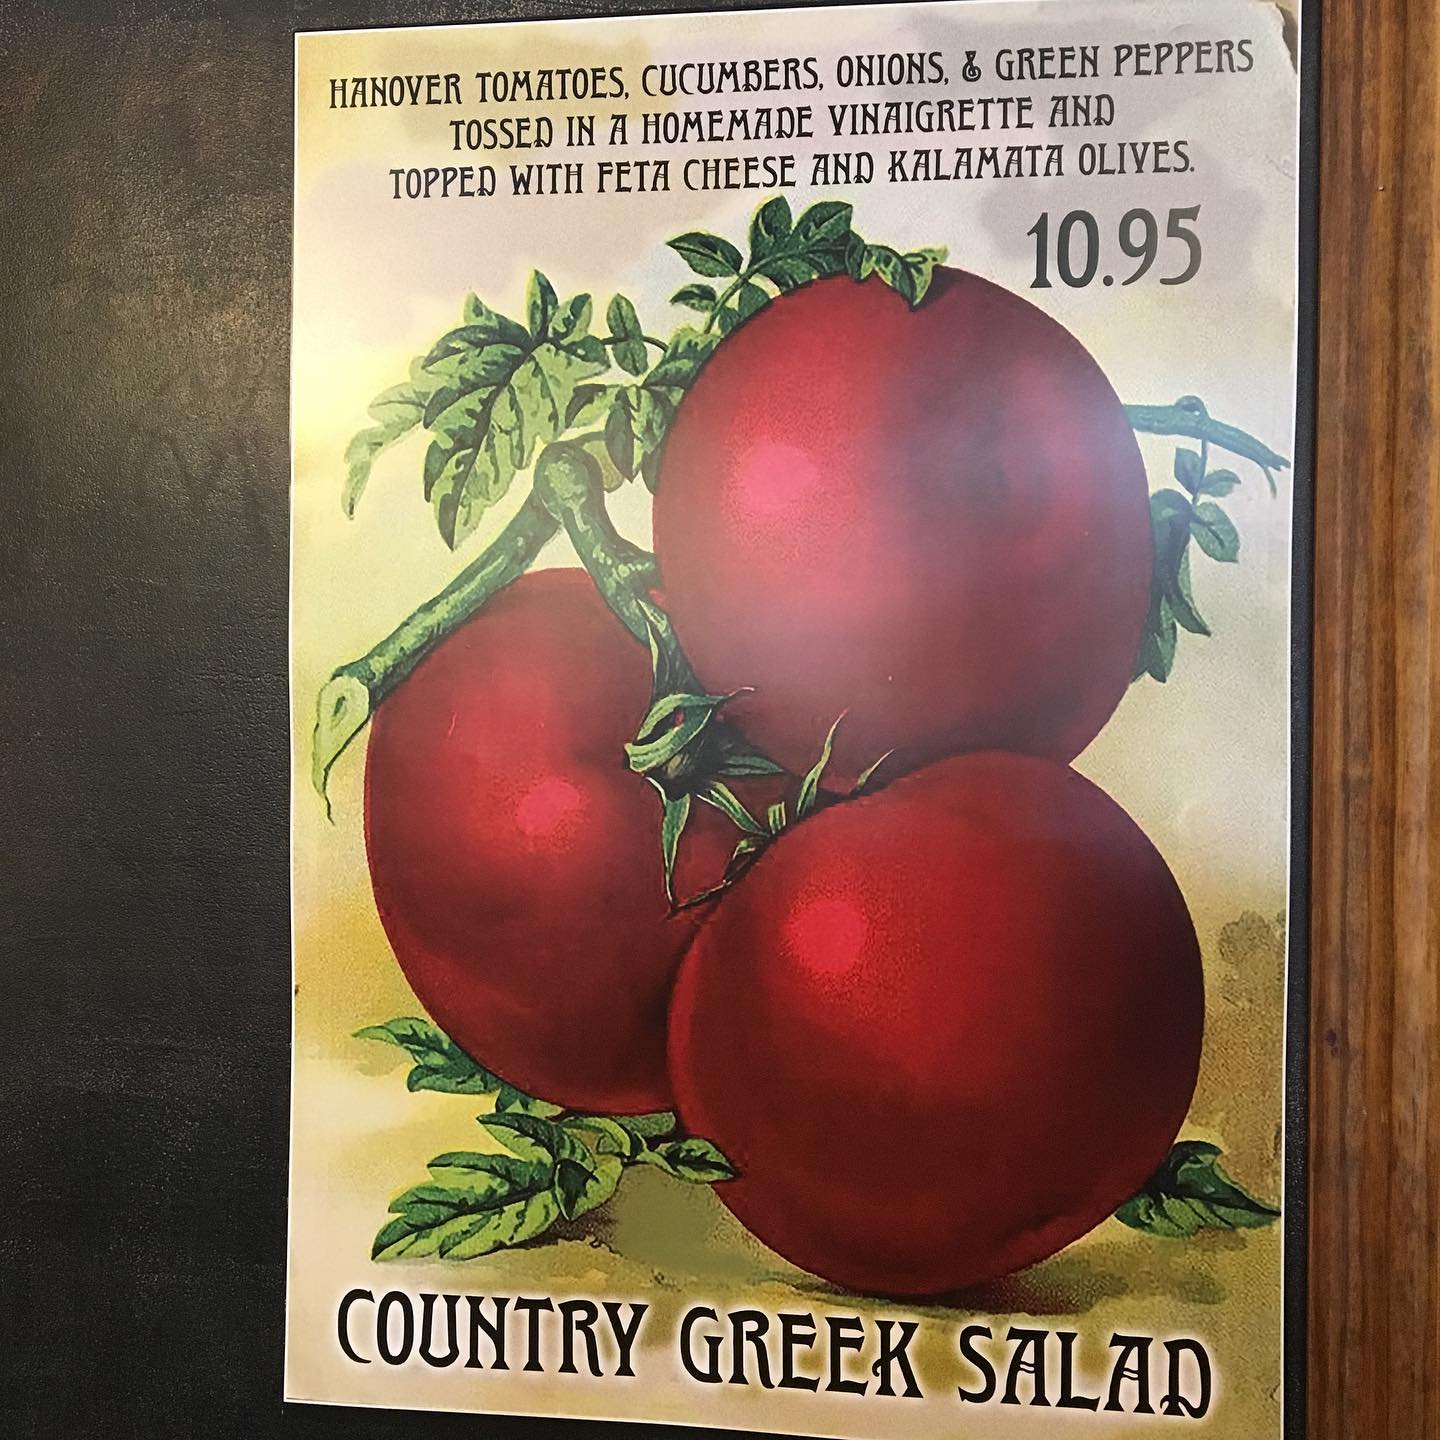 HANOVER TOMATOES, CUCUMBERS, ONIONS, & GREEN PEPPERS
TOSSED IN A HOMEMADE VINAIGRETTE AND
TOPPED WITH FETA CHEESE AND KALAMATA OLIVES.
10.95
COUNTRY GREEK SALAD